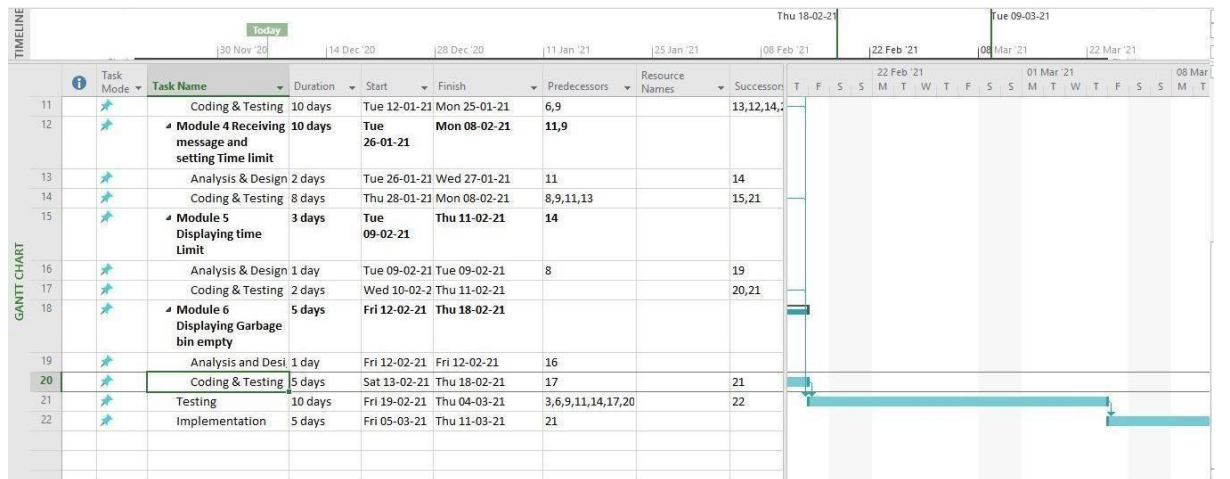 TIMELINE
Thu 18-02-21 Tue 09-03-21
Today
30 Nov '20 14 Dec '20 28 Dec '20 11 Jan '21 25 Jan '21 08 Feb '21 22 Feb '21 08 Mar '21 22 Mar '21
GANTT CHART
Task Mode Task Name Duration Start Finish Predecessors Resource Names Successors
22 Feb '21 01 Mar '21 08 Mar
T F S S M T W T F S S M T W T F S S M T
11 Coding & Testing 10 days Tue 12-01-21 Mon 25-01-21 6,9 13,12,14,
12 Module 4 Receiving message and setting Time limit 10 days Tue 26-01-21 Mon 08-02-21 11,9
13 Analysis & Design 2 days Tue 26-01-21 Wed 27-01-21 11 14
14 Coding & Testing 8 days Thu 28-01-21 Mon 08-02-21 8,9,11,13 15,21
15 Module 5 Displaying time Limit 3 days Tue 09-02-21 Thu 11-02-21 14
16 Analysis & Design 1 day Tue 09-02-21 Tue 09-02-21 8 19
17 Coding & Testing 2 days Wed 10-02-2 Thu 11-02-21 20,21
18 Module 6 Displaying Garbage bin empty 5 days Fri 12-02-21 Thu 18-02-21
19 Analysis and Desi 1 day Fri 12-02-21 Fri 12-02-21 16
20 Coding & Testing 5 days Sat 13-02-21 Thu 18-02-21 17 21
21 Testing 10 days Fri 19-02-21 Thu 04-03-21 3,6,9,11,14,17,20 22
22 Implementation 5 days Fri 05-03-21 Thu 11-03-21 21